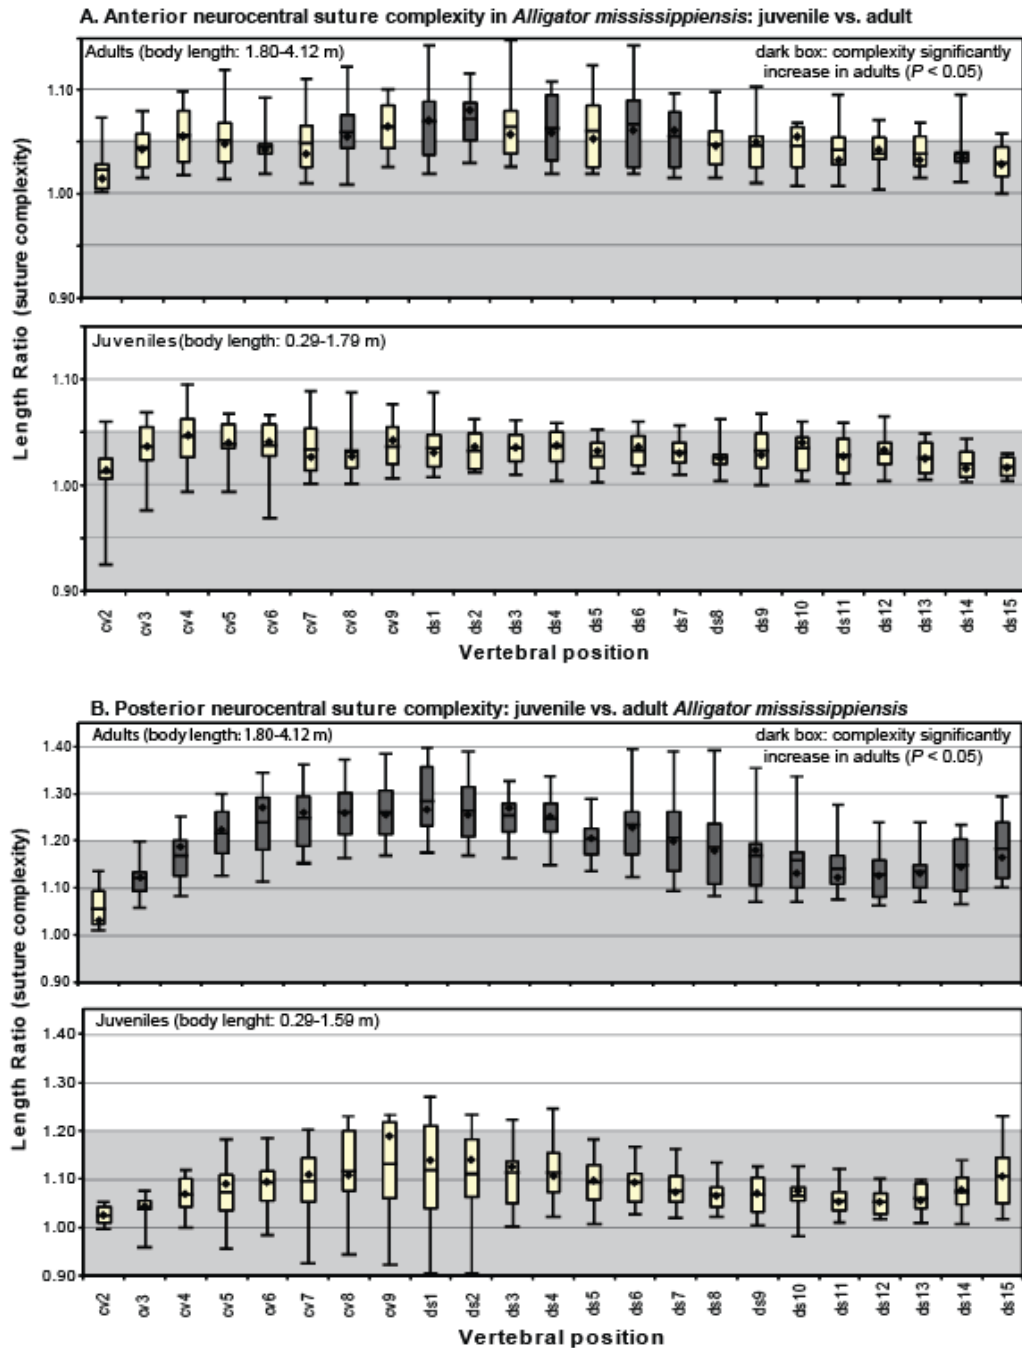 A. Anterior neurocentral suture complexity in Alligator mississippiensis: juvenile vs. adult
Adults (body length: 1.80-4.12 m)
dark box: complexity significantly
increase in adults (P < 0.05)
1.10
1.00
0.90
Juveniles (body length: 0.29-1.79 m)
1.10
1.00
0.90
Length Ratio (suture complexity)
cv2
cv3
cv4
cv5
cv6
cv7
cv8
cv9
ds1
ds2
ds3
ds4
ds5
ds6
ds7
ds8
ds9
ds10
ds11
ds12
ds13
ds14
ds15
Vertebral position
B. Posterior neurocentral suture complexity: juvenile vs. adult Alligator mississippiensis
Adults (body length: 1.80-4.12 m)
dark box: complexity significantly
increase in adults (P < 0.05)
1.40
1.30
1.20
1.10
1.00
0.90
Juveniles (body lenght: 0.29-1.59 m)
1.40
1.30
1.20
1.10
1.00
0.90
Length Ratio (suture complexity)
cv2
cv3
cv4
cv5
cv6
cv7
cv8
cv9
ds1
ds2
ds3
ds4
ds5
ds6
ds7
ds8
ds9
ds10
ds11
ds12
ds13
ds14
ds15
Vertebral position